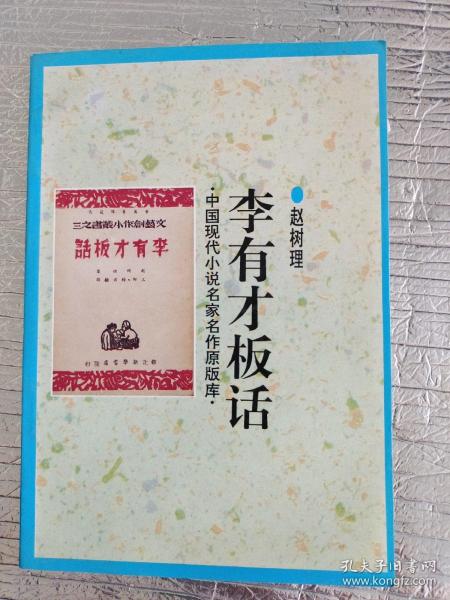 赵树理
李有才板话
·中国现代小说名家名作原版库·
三之書叢小作創藝文
話板才有李
孔夫子旧书网
www.kongfz.com